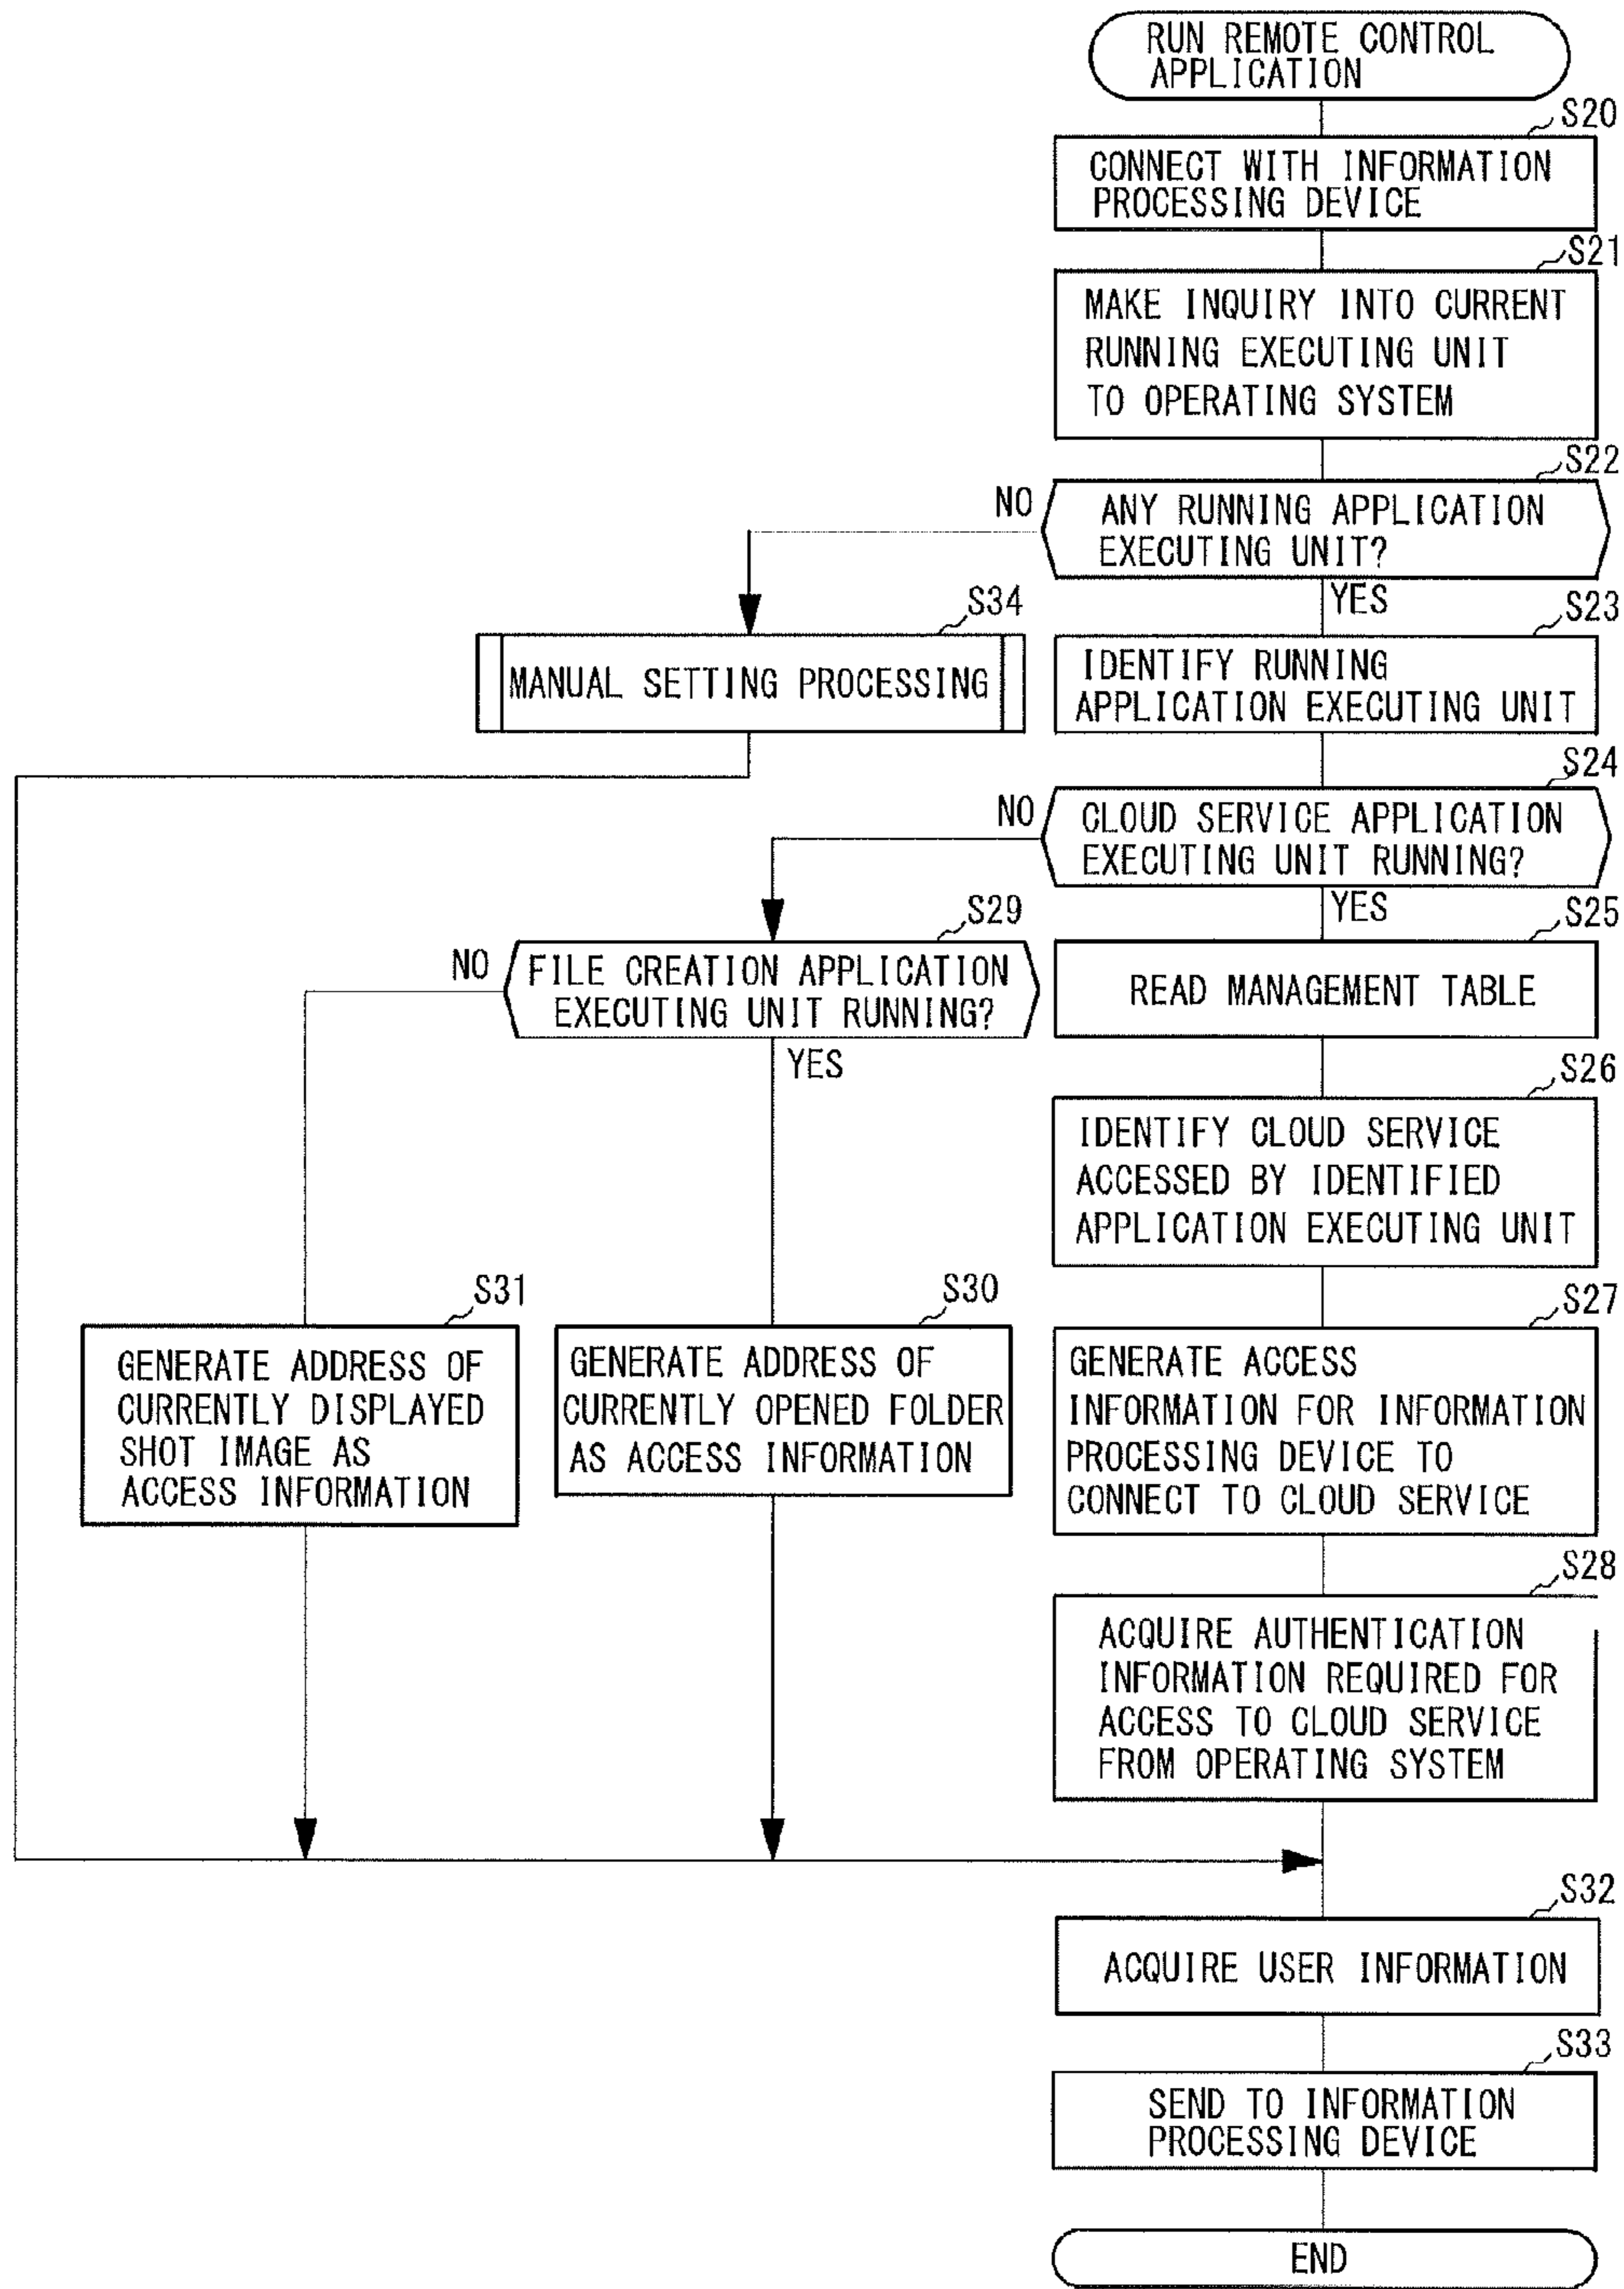 RUN REMOTE CONTROL
APPLICATION
S20
CONNECT WITH INFORMATION
PROCESSING DEVICE
S21
MAKE INQUIRY INTO CURRENT
RUNNING EXECUTING UNIT
TO OPERATING SYSTEM
S22
NO
ANY RUNNING APPLICATION
EXECUTING UNIT?
YES
S34
MANUAL SETTING PROCESSING
S23
IDENTIFY RUNNING
APPLICATION EXECUTING UNIT
S24
NO
CLOUD SERVICE APPLICATION
EXECUTING UNIT RUNNING?
YES
S29
NO
FILE CREATION APPLICATION
EXECUTING UNIT RUNNING?
YES
S25
READ MANAGEMENT TABLE
S26
IDENTIFY CLOUD SERVICE
ACCESSED BY IDENTIFIED
APPLICATION EXECUTING UNIT
S31
GENERATE ADDRESS OF
CURRENTLY DISPLAYED
SHOT IMAGE AS
ACCESS INFORMATION
S30
GENERATE ADDRESS OF
CURRENTLY OPENED FOLDER
AS ACCESS INFORMATION
S27
GENERATE ACCESS
INFORMATION FOR INFORMATION
PROCESSING DEVICE TO
CONNECT TO CLOUD SERVICE
S28
ACQUIRE AUTHENTICATION
INFORMATION REQUIRED FOR
ACCESS TO CLOUD SERVICE
FROM OPERATING SYSTEM
S32
ACQUIRE USER INFORMATION
S33
SEND TO INFORMATION
PROCESSING DEVICE
END